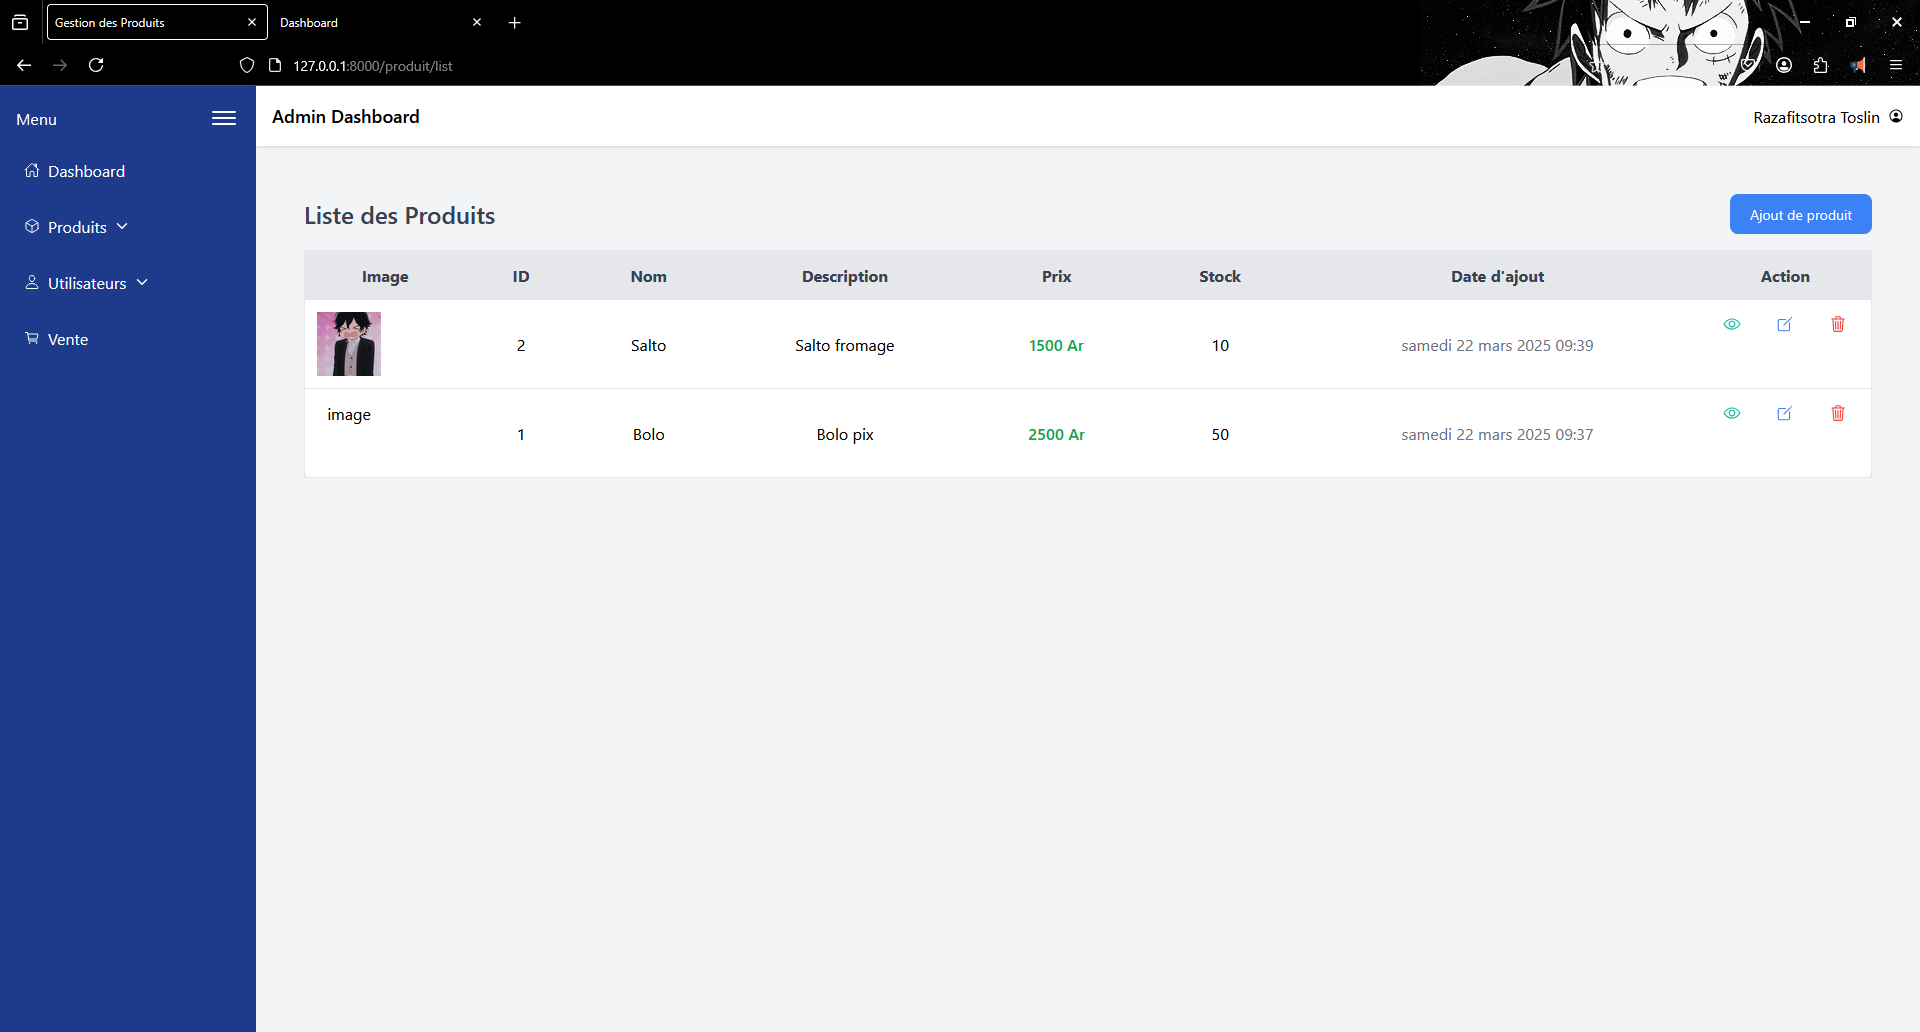 Gestion des Produits
Dashboard
127.0.0.1:8000/produit/list
Menu
Admin Dashboard
Razafitsotra Toslin
Dashboard
Produits
Utilisateurs
Vente
Liste des Produits
Ajout de produit
Image ID Nom Description Prix Stock Date d'ajout Action
2 Salto Salto fromage 1500 Ar 10 samedi 22 mars 2025 09:39
image
1 Bolo Bolo pix 2500 Ar 50 samedi 22 mars 2025 09:37